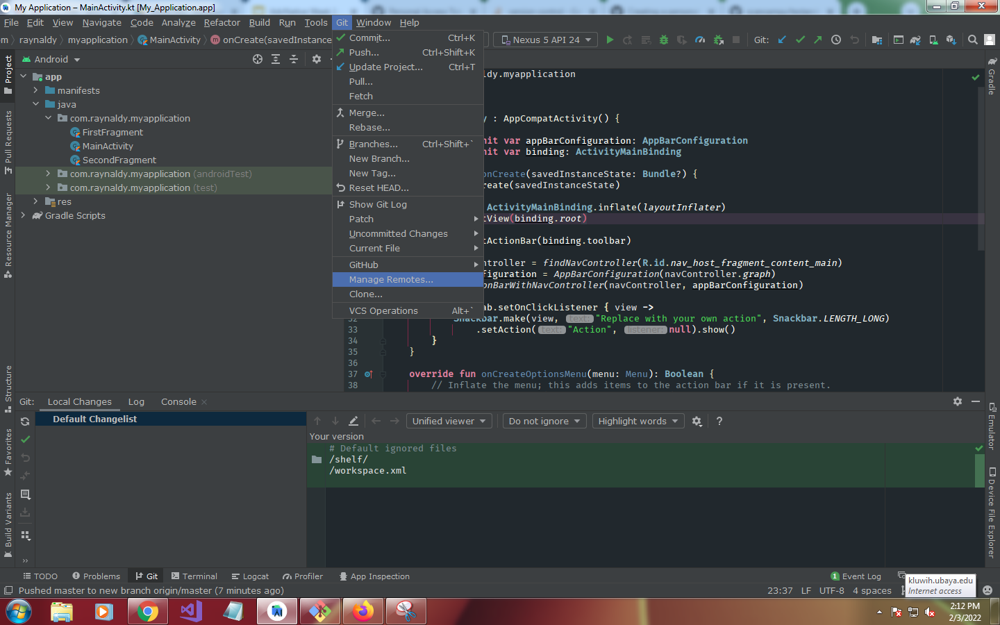 My Application – MainActivity.kt [My_Application.app]
File Edit View Navigate Code Analyze Refactor Build Run Tools Git Window Help
m raynaldy myapplication MainActivity m onCreate(savedInstance Nexus 5 API 24 Git:
Project
Android
app
manifests
java
com.raynaldy.myapplication
FirstFragment
MainActivity
SecondFragment
com.raynaldy.myapplication (androidTest)
com.raynaldy.myapplication (test)
res
Gradle Scripts
Pull Requests
Resource Manager
Structure
Favorites
Build Variants
Commit... Ctrl+K
Push... Ctrl+Shift+K
Update Project... Ctrl+T
Pull...
Fetch
Merge...
Rebase...
Branches... Ctrl+Shift+`
New Branch...
New Tag...
Reset HEAD...
Show Git Log
Patch
Uncommitted Changes
Current File
GitHub
Manage Remotes...
Clone...
VCS Operations Alt+`
dy.myapplication
y : AppCompatActivity() {
nit var appBarConfiguration: AppBarConfiguration
nit var binding: ActivityMainBinding
onCreate(savedInstanceState: Bundle?) {
reate(savedInstanceState)
ActivityMainBinding.inflate(layoutInflater)
tView(binding.root)
tActionBar(binding.toolbar)
ntroller = findNavController(R.id.nav_host_fragment_content_main)
figuration = AppBarConfiguration(navController.graph)
onBarWithNavController(navController, appBarConfiguration)
ab.setOnClickListener { view ->
32 Snackbar.make(view, text: "Replace with your own action", Snackbar.LENGTH_LONG)
33 .setAction( text: "Action", listener: null).show()
34 }
35 }
36
37 override fun onCreateOptionsMenu(menu: Menu): Boolean {
38 // Inflate the menu; this adds items to the action bar if it is present.
Gradle
Emulator
Device File Explorer
Git: Local Changes Log Console
Default Changelist
Unified viewer Do not ignore Highlight words ?
Your version
# Default ignored files
/shelf/
/workspace.xml
TODO Problems Git Terminal Logcat Profiler App Inspection 1 Event Log
Pushed master to new branch origin/master (7 minutes ago) 23:37 LF UTF-8 4 spaces
kluwih.ubaya.edu
Internet access
2:12 PM
2/3/2022